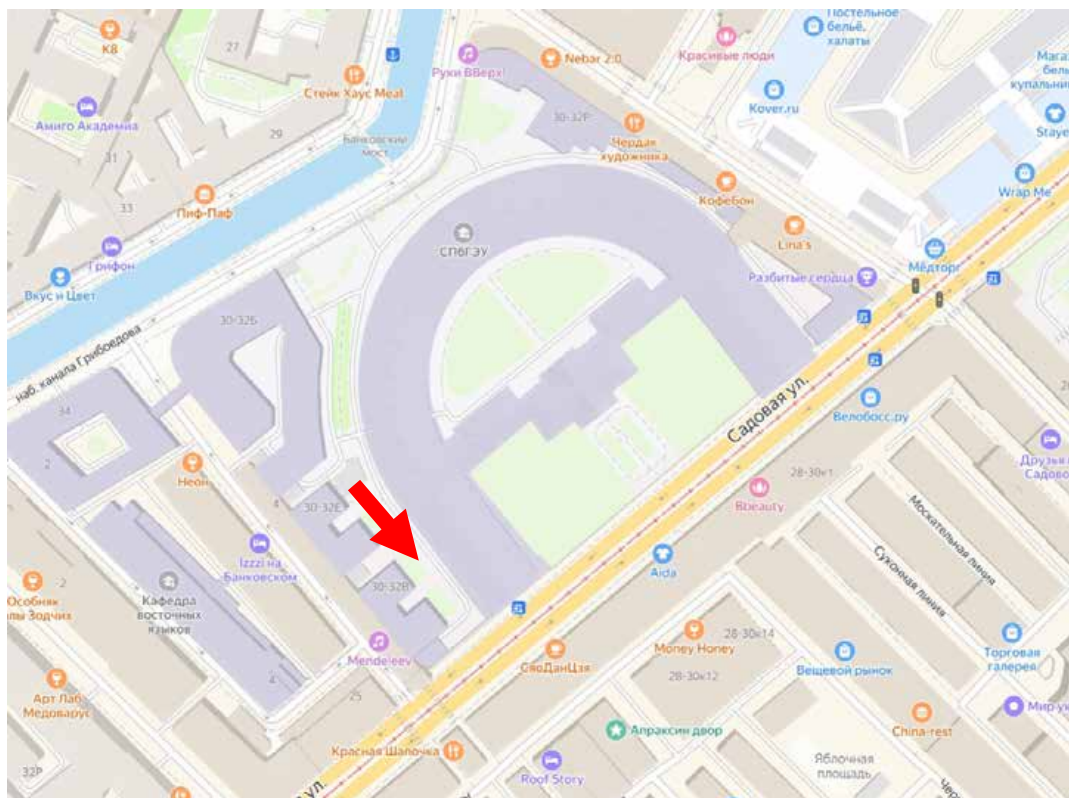 Постельное
бельё,
халаты
К8
27
Руки ВВерх!
Nebar 2.0
Красивые люди
Стейк Хаус Meat
Kover.ru
Амиго Академия
29
Банковский
мост
30-32Р
Чердак
художника
31
Кофебон
Wrap Me
33
Пиф-Паф
СПбГЭУ
Lina's
Грифон
Разбитые сердца
Мёдторг
Вкус и Цвет
наб. канала Грибоедова
30-32Б
34
2
Садовая ул.
Велобосс.ру
Неон
4
30-32Е
28-30к1
Bbeauty
Москательная линия
Суконная линия
Izzzi на
Банковском
Aida
30-32В
Кафедра
восточных
языков
2
Mendeleev
СяоДанЦзя
Money Honey
28-30к14
28-30к12
Вещевой рынок
Торговая
галерея
4
25
Арт Лаб
Медоварус
Красная Шапочка
Апраксин двор
China-rest
Roof Story
Яблочная
площадь
32Р